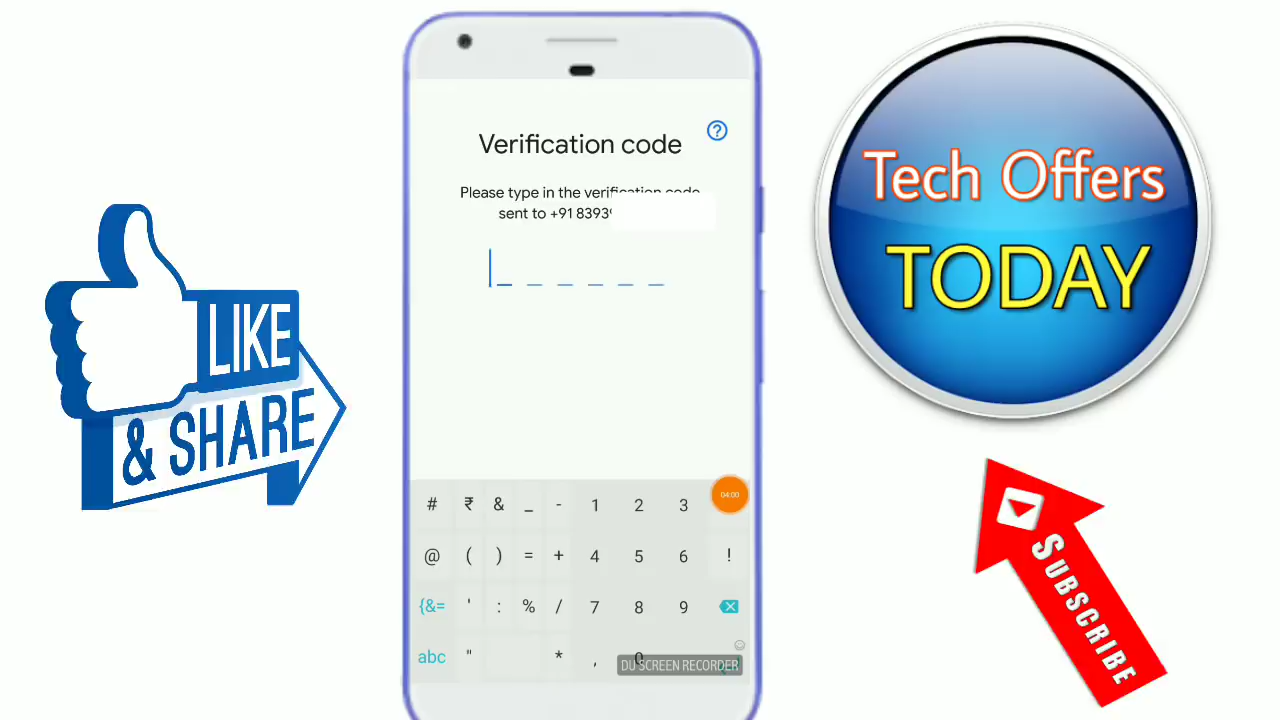 Verification code
?
Please type in the verification code
sent to +91 8393
LIKE
& SHARE
Tech Offers
TODAY
SUBSCRIBE
# ₹ & _ - 1 2 3
04:00
@ ( ) = + 4 5 6 !
{&= ' : % / 7 8 9
abc " * , 0
DU SCREEN RECORDER